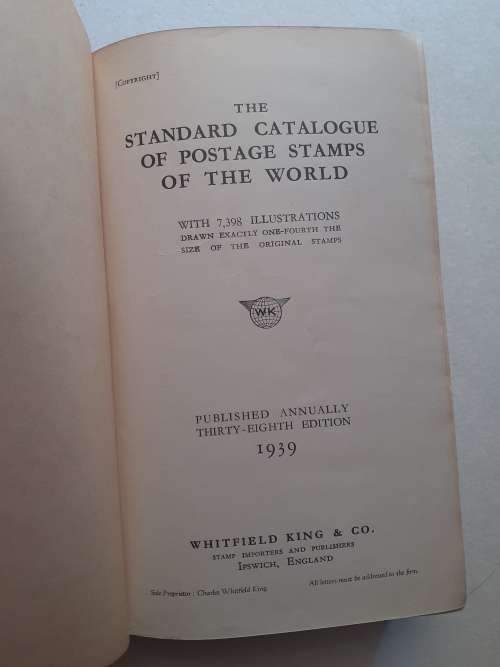 [COPYRIGHT]
THE
STANDARD CATALOGUE
OF POSTAGE STAMPS
OF THE WORLD
WITH 7,398 ILLUSTRATIONS
DRAWN EXACTLY ONE-FOURTH THE
SIZE OF THE ORIGINAL STAMPS
WK
PUBLISHED ANNUALLY
THIRTY-EIGHTH EDITION
1939
WHITFIELD KING & CO.
STAMP IMPORTERS AND PUBLISHERS
IPSWICH, ENGLAND
Sole Proprietor : Charles Whitfield King. All letters must be addressed to the firm.